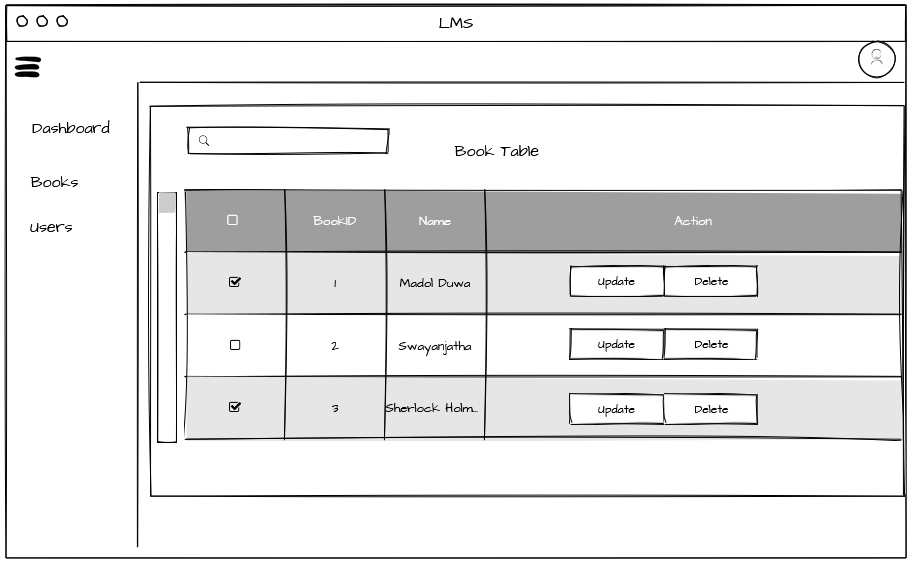 LMS
Dashboard
Books
Users
Book Table
BookID Name Action
1 Madol Duwa Update Delete
2 Swayanjatha Update Delete
3 Sherlock Holm... Update Delete